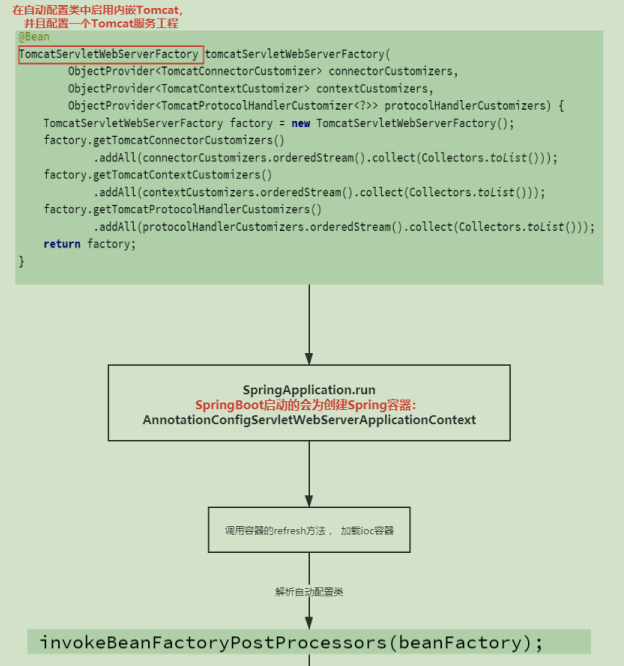 在自动配置类中启用内嵌Tomcat,
并且配置一个Tomcat服务工程
@Bean
TomcatServletWebServerFactory tomcatServletWebServerFactory(
ObjectProvider<TomcatConnectorCustomizer> connectorCustomizers,
ObjectProvider<TomcatContextCustomizer> contextCustomizers,
ObjectProvider<TomcatProtocolHandlerCustomizer<?>> protocolHandlerCustomizers) {
TomcatServletWebServerFactory factory = new TomcatServletWebServerFactory();
factory.getTomcatConnectorCustomizers()
.addAll(connectorCustomizers.orderedStream().collect(Collectors.toList()));
factory.getTomcatContextCustomizers()
.addAll(contextCustomizers.orderedStream().collect(Collectors.toList()));
factory.getTomcatProtocolHandlerCustomizers()
.addAll(protocolHandlerCustomizers.orderedStream().collect(Collectors.toList()));
return factory;
}
SpringApplication.run
SpringBoot启动的会为创建Spring容器：
AnnotationConfigServletWebServerApplicationContext
调用容器的refresh方法， 加载ioc容器
解析自动配置类
invokeBeanFactoryPostProcessors(beanFactory);